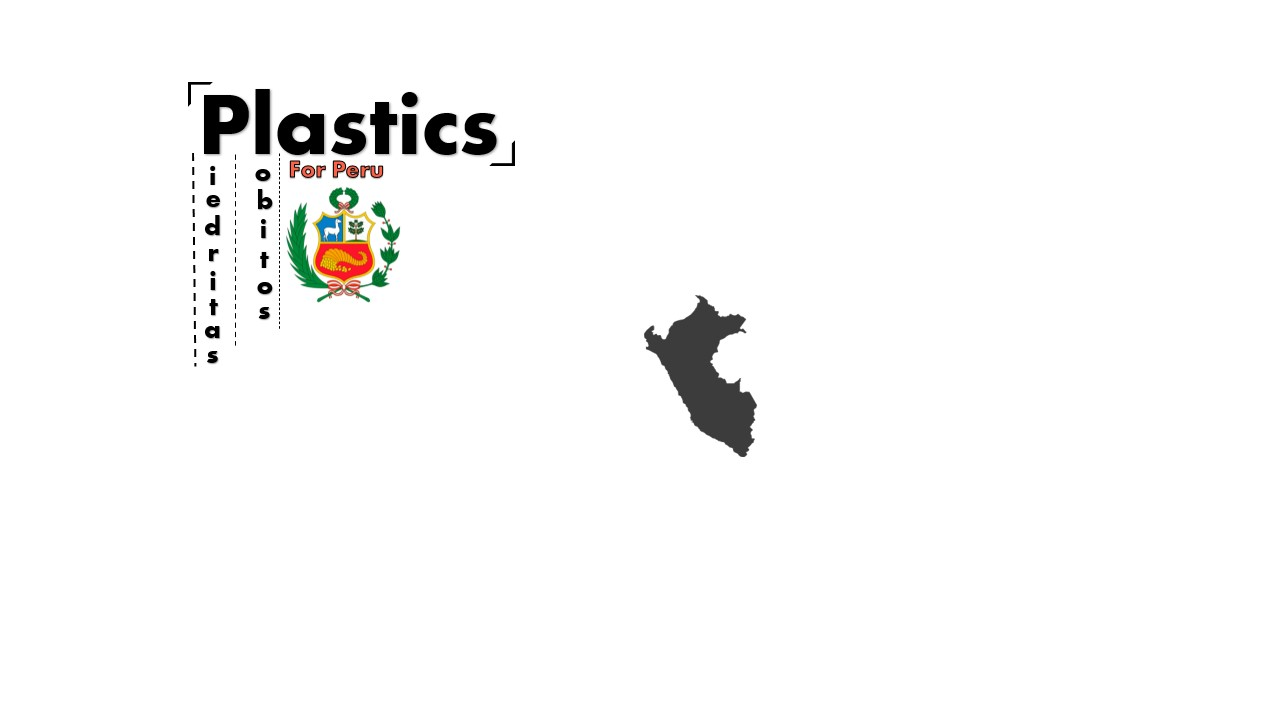 Plastics
For Peru
iedritas
obitos